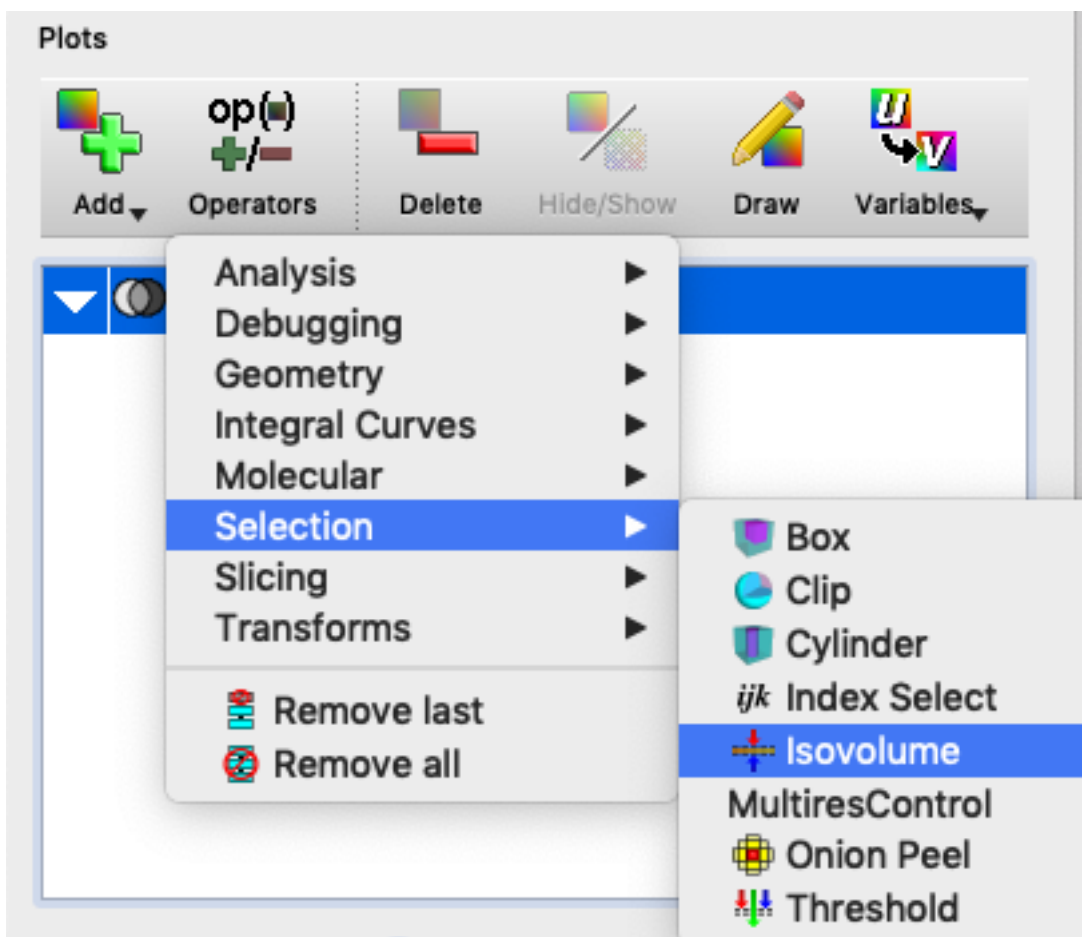 Plots
op( )
+/-
U
V
Add
Operators
Delete
Hide/Show
Draw
Variables
Analysis
Debugging
Geometry
Integral Curves
Molecular
Selection
Slicing
Transforms
Remove last
Remove all
Box
Clip
Cylinder
ijk Index Select
Isovolume
MultiresControl
Onion Peel
Threshold